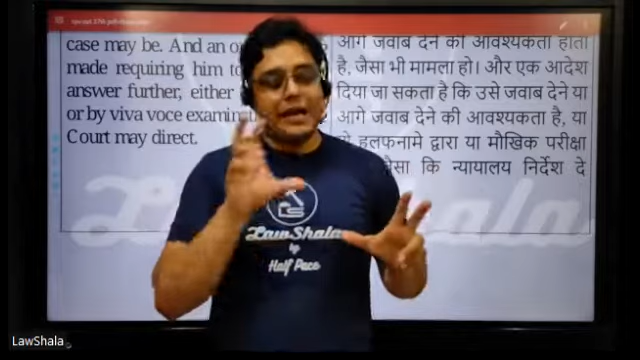 case may be. And an
made requiring him to
answer further, either
or by viva voce
Court may direct.
आगे जवाब देने की आवश्यकता होती
है, जैसा भी मामला हो। और एक आदेश
दिया जा सकता है कि उसे जवाब देने या
आगे जवाब देने की आवश्यकता है, या
हलफनामे द्वारा या मौखिक परीक्षा
कि न्यायालय निर्देश दे
LawShala
by
Half Pace
LawShala